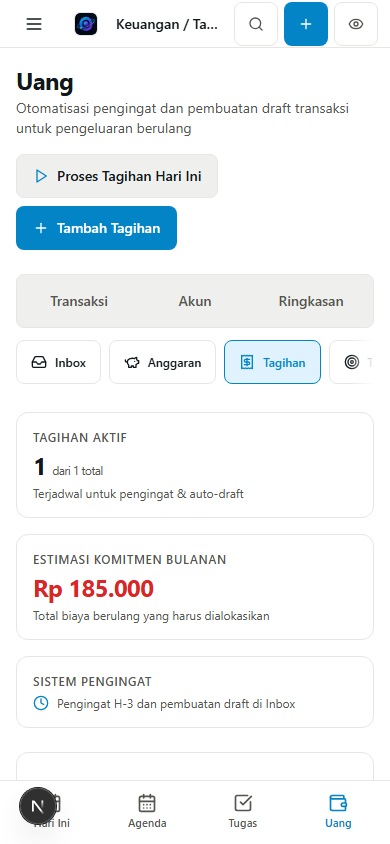 Keuangan / Ta...
Uang
Otomatisasi pengingat dan pembuatan draft transaksi
untuk pengeluaran berulang
Proses Tagihan Hari Ini
Tambah Tagihan
Transaksi Akun Ringkasan
Inbox Anggaran Tagihan
TAGIHAN AKTIF
1 dari 1 total
Terjadwal untuk pengingat & auto-draft
ESTIMASI KOMITMEN BULANAN
Rp 185.000
Total biaya berulang yang harus dialokasikan
SISTEM PENGINGAT
Pengingat H-3 dan pembuatan draft di Inbox
N
Hari Ini Agenda Tugas Uang